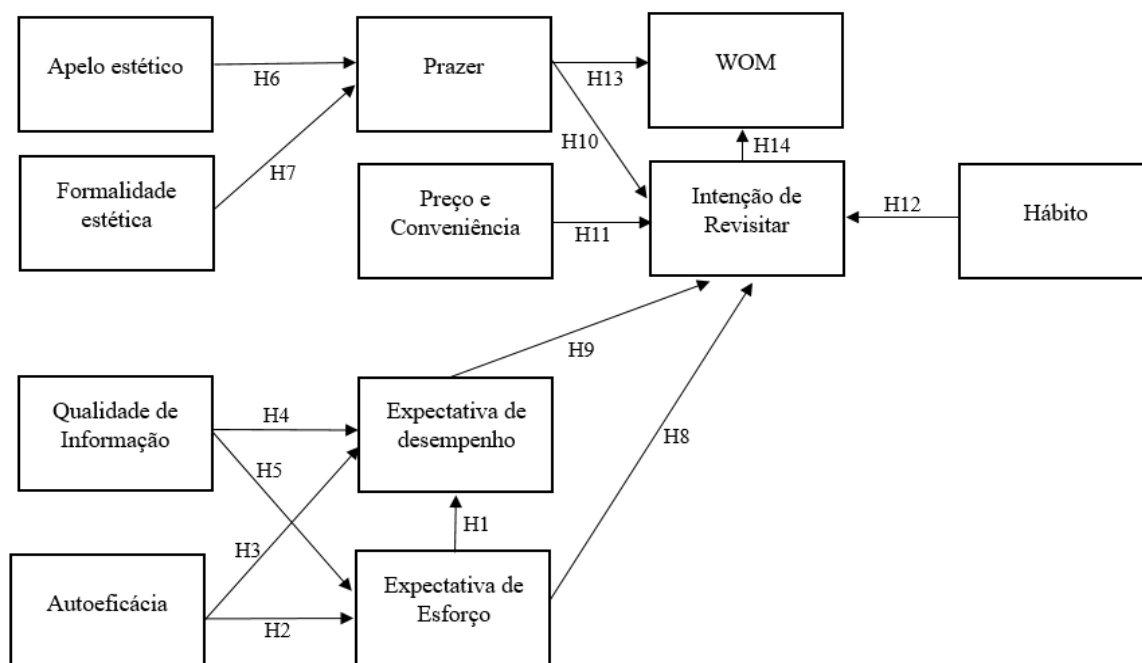 Apelo estético
H6
Prazer
H13
WOM
H7
H10
H14
Formalidade
estética
Preço e
Conveniência
H11
Intenção de
Revisitar
H12
Hábito
H9
Qualidade de
Informação
H4
Expectativa de
desempenho
H8
H5
H1
H3
Autoeficácia
H2
Expectativa de
Esforço